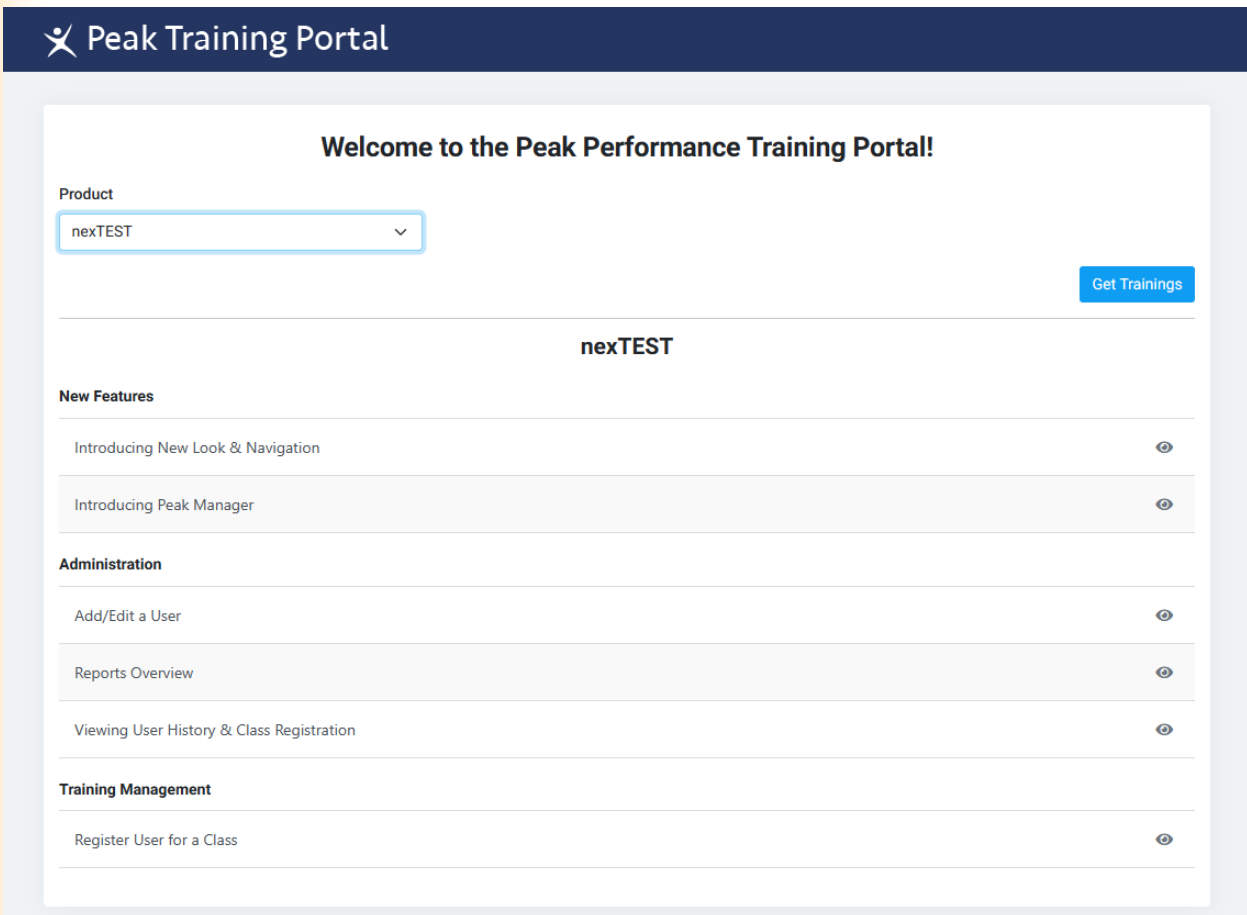 Peak Training Portal
Welcome to the Peak Performance Training Portal!
Product
nexTEST
Get Trainings
nexTEST
New Features
Introducing New Look & Navigation
Introducing Peak Manager
Administration
Add/Edit a User
Reports Overview
Viewing User History & Class Registration
Training Management
Register User for a Class